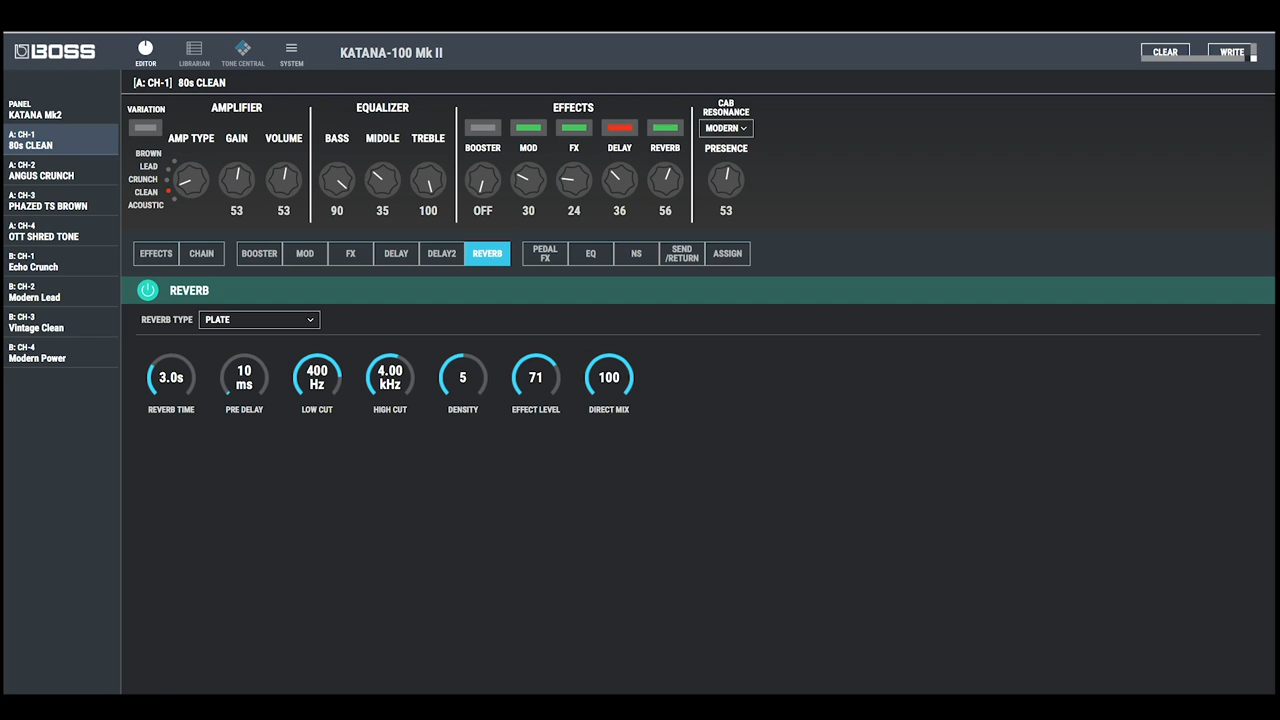 BOSS
EDITOR
LIBRARIAN
TONE CENTRAL
SYSTEM
KATANA-100 Mk II
CLEAR
WRITE
PANEL
KATANA Mk2
A: CH-1
80s CLEAN
A: CH-2
ANGUS CRUNCH
A: CH-3
PHAZED TS BROWN
A: CH-4
OTT SHRED TONE
B: CH-1
Echo Crunch
B: CH-2
Modern Lead
B: CH-3
Vintage Clean
B: CH-4
Modern Power
[A: CH-1] 80s CLEAN
VARIATION
AMPLIFIER
AMP TYPE GAIN VOLUME
BROWN
LEAD
CRUNCH
CLEAN
ACOUSTIC
53 53
EQUALIZER
BASS MIDDLE TREBLE
90 35 100
EFFECTS
BOOSTER MOD FX DELAY REVERB
OFF 30 24 36 56
CAB
RESONANCE
MODERN
PRESENCE
53
EFFECTS CHAIN BOOSTER MOD FX DELAY DELAY2 REVERB
PEDAL
FX
EQ
NS
SEND
/RETURN
ASSIGN
REVERB
REVERB TYPE PLATE
3.0s
REVERB TIME
10
ms
PRE DELAY
400
Hz
LOW CUT
4.00
kHz
HIGH CUT
5
DENSITY
71
EFFECT LEVEL
100
DIRECT MIX